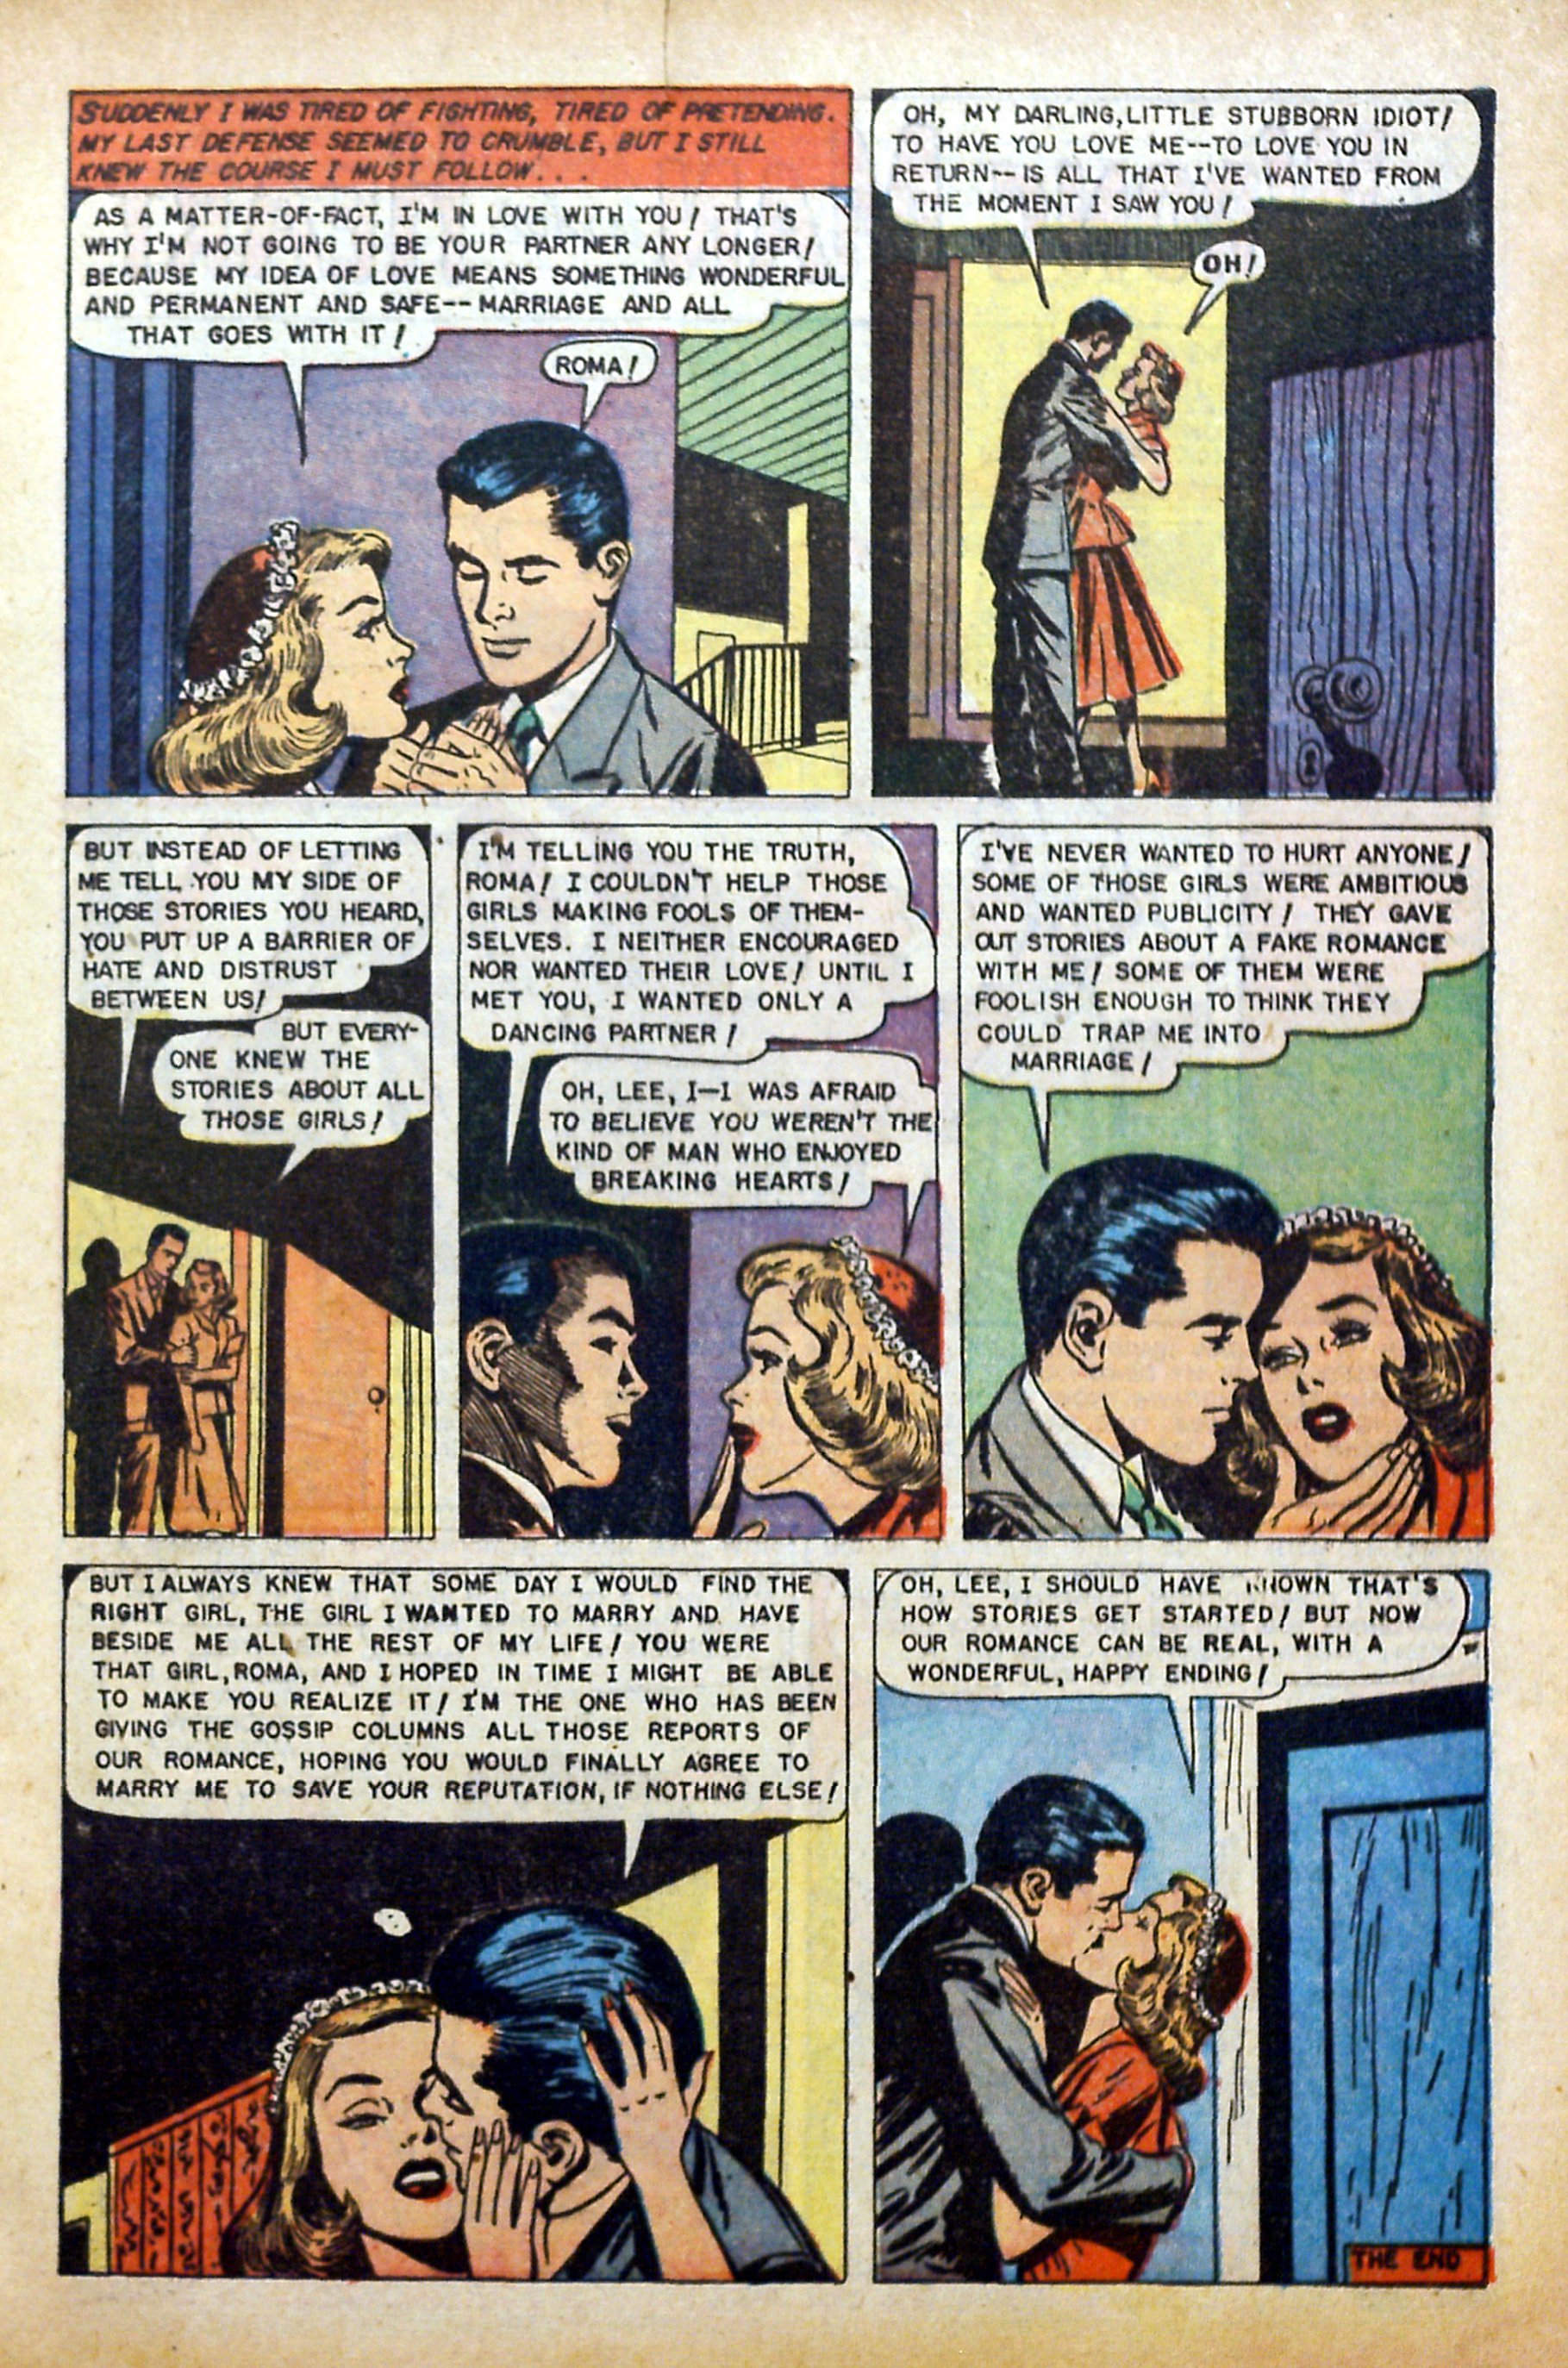 SUDDENLY I WAS TIRED OF FIGHTING, TIRED OF PRETENDING.
MY LAST DEFENSE SEEMED TO CRUMBLE, BUT I STILL
KNEW THE COURSE I MUST FOLLOW. . .
AS A MATTER-OF-FACT, I'M IN LOVE WITH YOU! THAT'S
WHY I'M NOT GOING TO BE YOUR PARTNER ANY LONGER!
BECAUSE MY IDEA OF LOVE MEANS SOMETHING WONDERFUL
AND PERMANENT AND SAFE--MARRIAGE AND ALL
THAT GOES WITH IT!
ROMA!
OH, MY DARLING, LITTLE STUBBORN IDIOT!
TO HAVE YOU LOVE ME--TO LOVE YOU IN
RETURN--IS ALL THAT I'VE WANTED FROM
THE MOMENT I SAW YOU!
OH!
BUT INSTEAD OF LETTING
ME TELL YOU MY SIDE OF
THOSE STORIES YOU HEARD,
YOU PUT UP A BARRIER OF
HATE AND DISTRUST
BETWEEN US!
BUT EVERY-
ONE KNEW THE
STORIES ABOUT ALL
THOSE GIRLS!
I'M TELLING YOU THE TRUTH,
ROMA! I COULDN'T HELP THOSE
GIRLS MAKING FOOLS OF THEM-
SELVES. I NEITHER ENCOURAGED
NOR WANTED THEIR LOVE! UNTIL I
MET YOU, I WANTED ONLY A
DANCING PARTNER!
OH, LEE, I--I WAS AFRAID
TO BELIEVE YOU WEREN'T THE
KIND OF MAN WHO ENJOYED
BREAKING HEARTS!
I'VE NEVER WANTED TO HURT ANYONE!
SOME OF THOSE GIRLS WERE AMBITIOUS
AND WANTED PUBLICITY! THEY GAVE
OUT STORIES ABOUT A FAKE ROMANCE
WITH ME! SOME OF THEM WERE
FOOLISH ENOUGH TO THINK THEY
COULD TRAP ME INTO
MARRIAGE!
BUT I ALWAYS KNEW THAT SOME DAY I WOULD FIND THE
RIGHT GIRL, THE GIRL I WANTED TO MARRY AND HAVE
BESIDE ME ALL THE REST OF MY LIFE! YOU WERE
THAT GIRL, ROMA, AND I HOPED IN TIME I MIGHT BE ABLE
TO MAKE YOU REALIZE IT! I'M THE ONE WHO HAS BEEN
GIVING THE GOSSIP COLUMNS ALL THOSE REPORTS OF
OUR ROMANCE, HOPING YOU WOULD FINALLY AGREE TO
MARRY ME TO SAVE YOUR REPUTATION, IF NOTHING ELSE!
OH, LEE, I SHOULD HAVE KNOWN THAT'S
HOW STORIES GET STARTED! BUT NOW
OUR ROMANCE CAN BE REAL, WITH A
WONDERFUL, HAPPY ENDING!
THE END